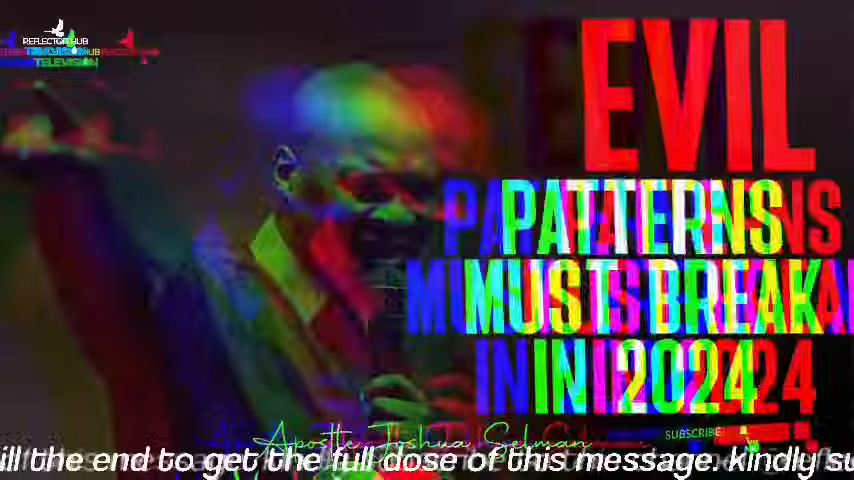 REFLECTOR HUB
TELEVISION
EVIL
PATTERNS
MUST BREAK
IN 2024
Apostle Joshua Selman
SUBSCRIBE
ill the end to get the full dose of this message. kindly su